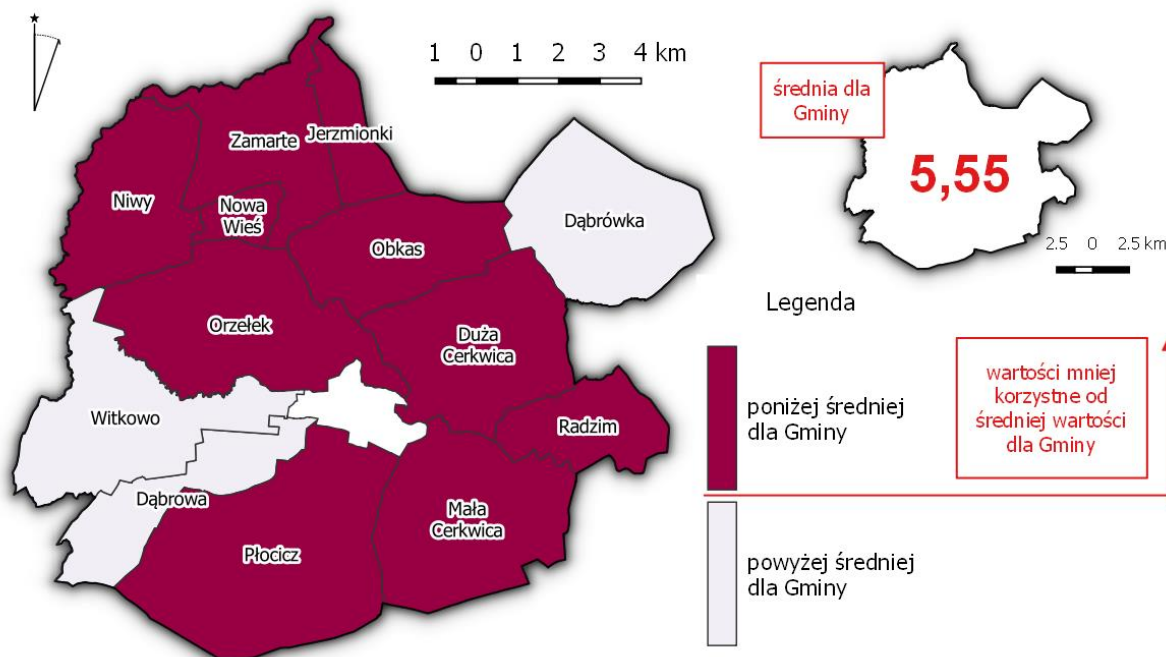 1 0 1 2 3 4 km
średnia dla
Gminy
5,55
2.5 0 2.5 km
Jerzmionki
Zamarte
Niwy
Nowa
Wieś
Dąbrówka
Obkas
Orzełek
Duża
Cerkwica
Witkowo
Radzim
Dąbrowa
Mała
Cerkwica
Płocicz
Legenda
poniżej średniej
dla Gminy
wartości mniej
korzystne od
średniej wartości
dla Gminy
powyżej średniej
dla Gminy